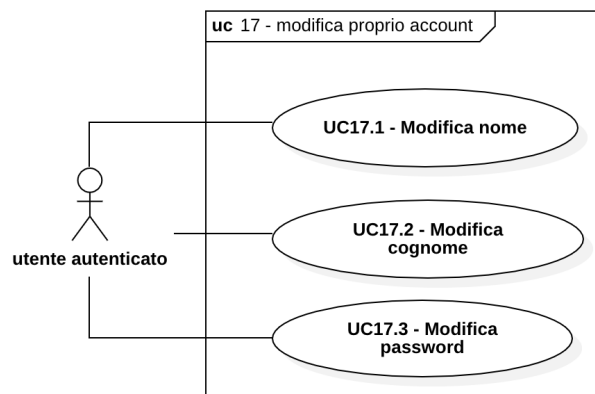 uc 17 - modifica proprio account
UC17.1 - Modifica nome
utente autenticato
UC17.2 - Modifica
cognome
UC17.3 - Modifica
password